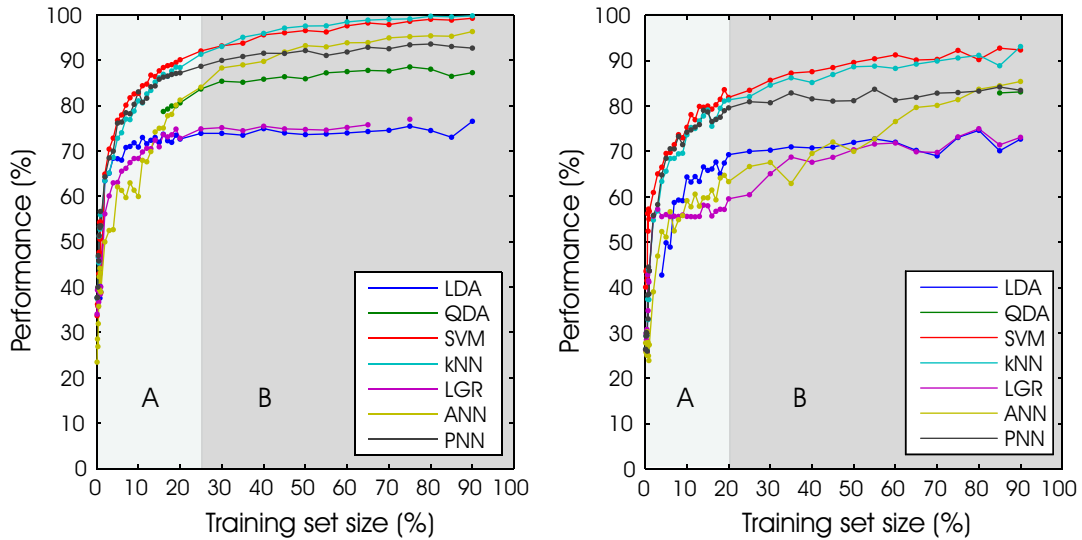 100
90
80
70
60
50
40
30
20
10
0
Performance (%)
A
B
LDA
QDA
SVM
kNN
LGR
ANN
PNN
0 10 20 30 40 50 60 70 80 90 100
Training set size (%)
100
90
80
70
60
50
40
30
20
10
0
Performance (%)
A
B
LDA
QDA
SVM
kNN
LGR
ANN
PNN
0 10 20 30 40 50 60 70 80 90 100
Training set size (%)